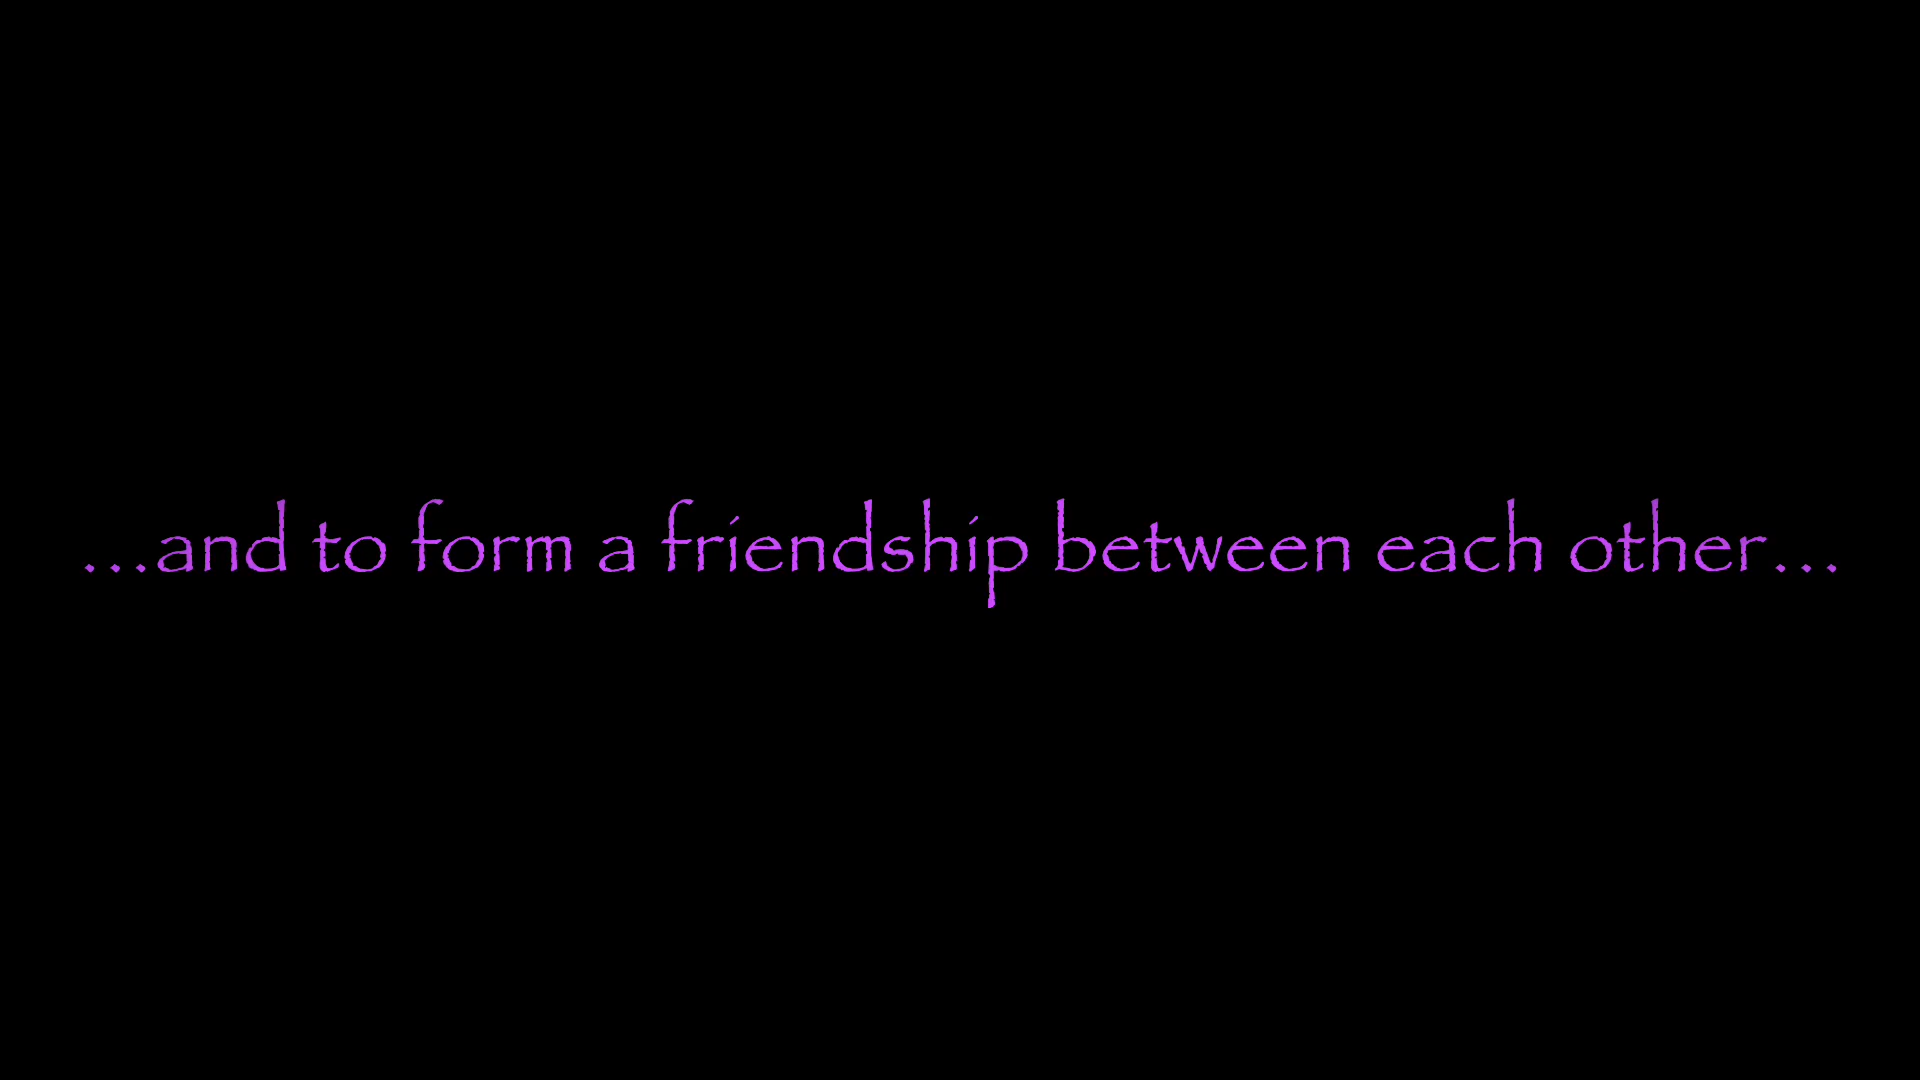 ...and to form a friendship between each other...